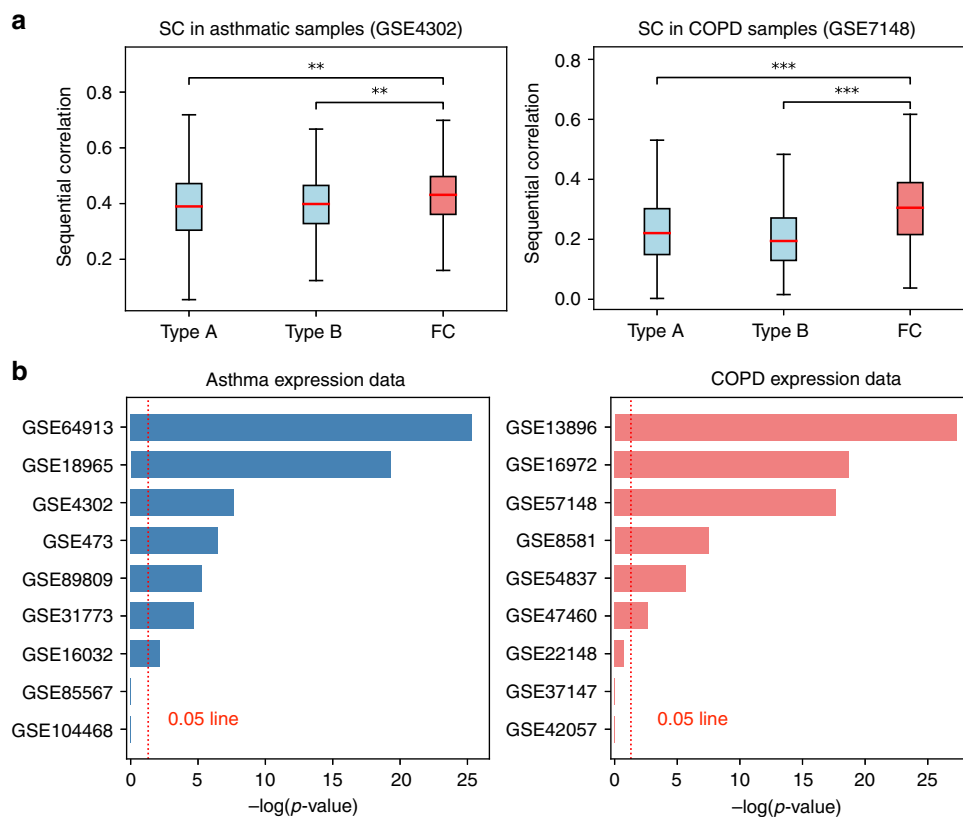 a
SC in asthmatic samples (GSE4302)
**
**
Sequential correlation
0.8
0.6
0.4
0.2
Type A
Type B
FC
SC in COPD samples (GSE7148)
***
***
Sequential correlation
0.8
0.6
0.4
0.2
0.0
Type A
Type B
FC
b
Asthma expression data
GSE64913
GSE18965
GSE4302
GSE473
GSE89809
GSE31773
GSE16032
GSE85567
GSE104468
0.05 line
0 5 10 15 20 25
–log(p-value)
COPD expression data
GSE13896
GSE16972
GSE57148
GSE8581
GSE54837
GSE47460
GSE22148
GSE37147
GSE42057
0.05 line
0 5 10 15 20 25
–log(p-value)